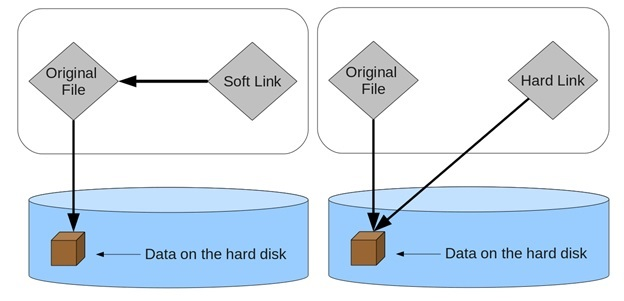 Original
File
Soft Link
Data on the hard disk
Original
File
Hard Link
Data on the hard disk